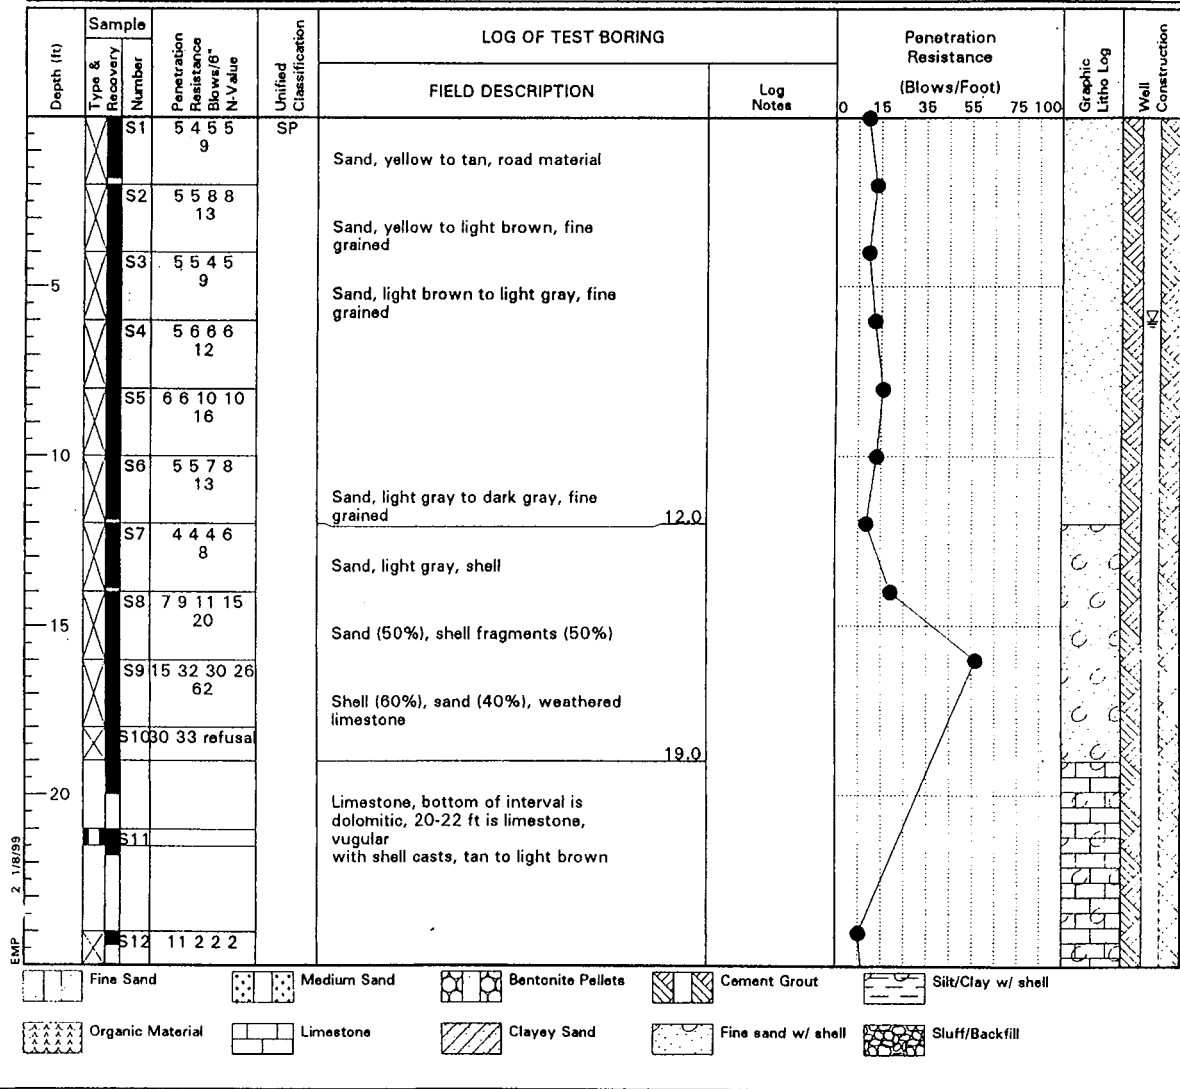 Depth (ft)
Sample
Type &
Recovery
Number
Penetration
Resistance
Blows/6"
N-Value
Unified
Classification
LOG OF TEST BORING
FIELD DESCRIPTION
Log
Notes
Penetration
Resistance
(Blows/Foot)
0 15 36 55 75 100
Graphic
Litho Log
Well
Construction
S1 5 4 5 5 SP
9
Sand, yellow to tan, road material
S2 5 5 8 8
13
Sand, yellow to light brown, fine
grained
S3 5 5 4 5
9
5
Sand, light brown to light gray, fine
grained
S4 5 6 6 6
12
S5 6 6 10 10
16
10
S6 5 5 7 8
13
Sand, light gray to dark gray, fine
grained 12.0
S7 4 4 4 6
8
Sand, light gray, shell
S8 7 9 11 15
20
15
Sand (50%), shell fragments (50%)
S9 15 32 30 26
62
Shell (60%), sand (40%), weathered
limestone
S10 30 33 refusal
19.0
20
Limestone, bottom of interval is
dolomitic, 20-22 ft is limestone,
vugular
with shell casts, tan to light brown
S11
S12 11 2 2 2
EMP 2 1/8/99
Fine Sand
Medium Sand
Bentonite Pellets
Cement Grout
Silt/Clay w/ shell
Organic Material
Limestone
Clayey Sand
Fine sand w/ shell
Sluff/Backfill